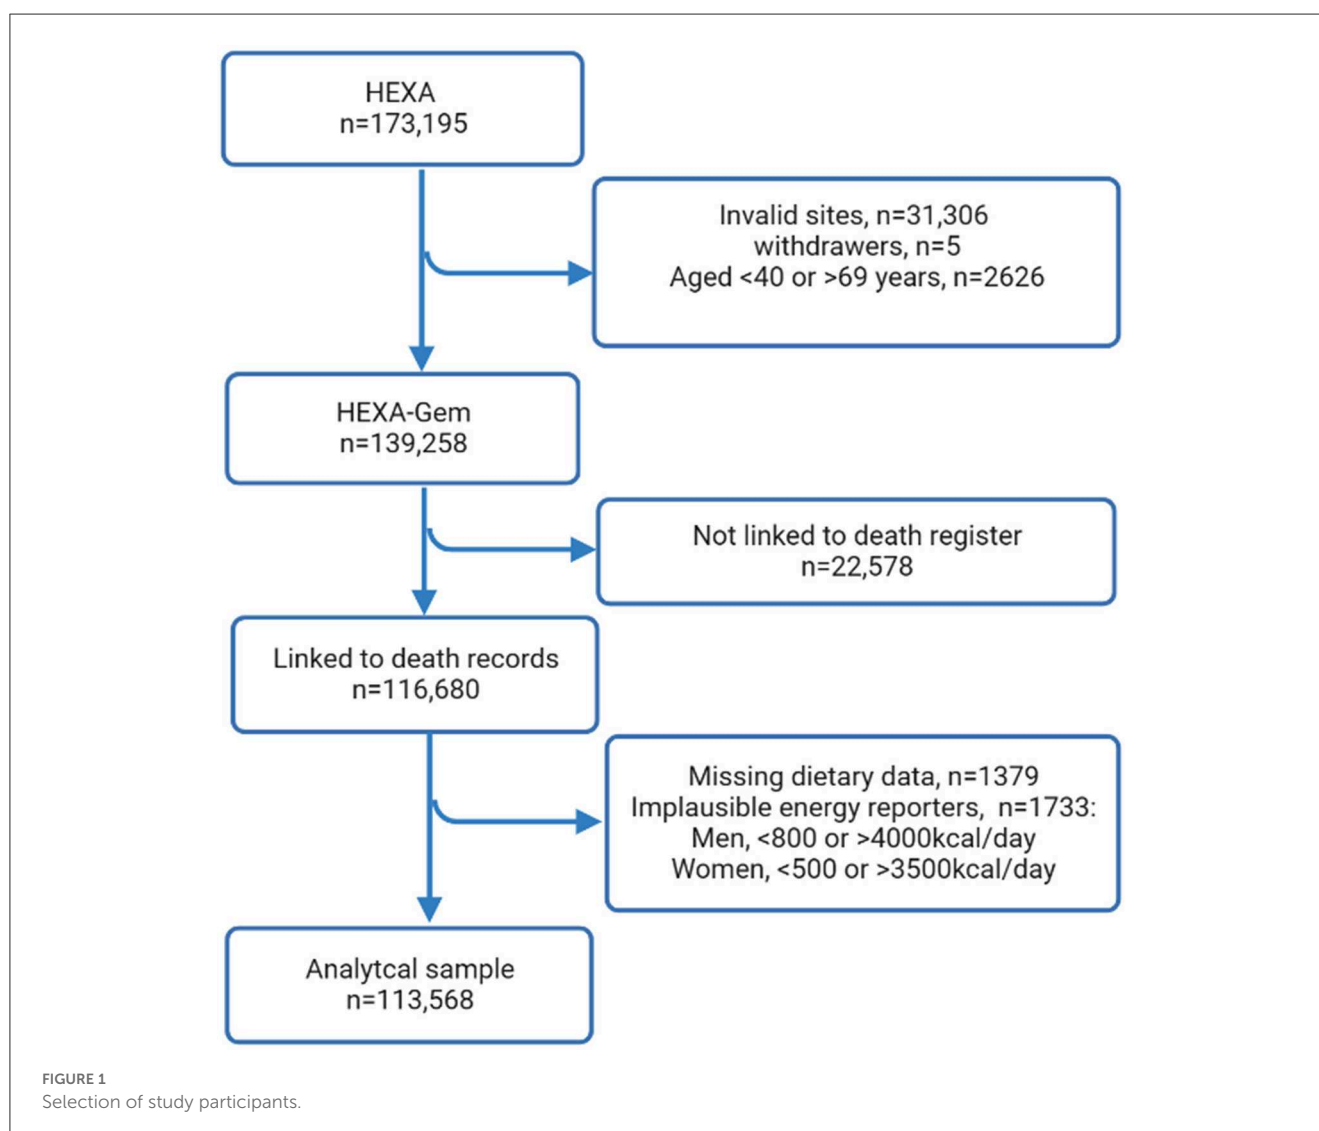 HEXA
n=173,195
Invalid sites, n=31,306
withdrawers, n=5
Aged <40 or >69 years, n=2626
HEXA-Gem
n=139,258
Not linked to death register
n=22,578
Linked to death records
n=116,680
Missing dietary data, n=1379
Implausible energy reporters,  n=1733:
Men, <800 or >4000kcal/day
Women, <500 or >3500kcal/day
Analytcal sample
n=113,568
FIGURE 1
Selection of study participants.